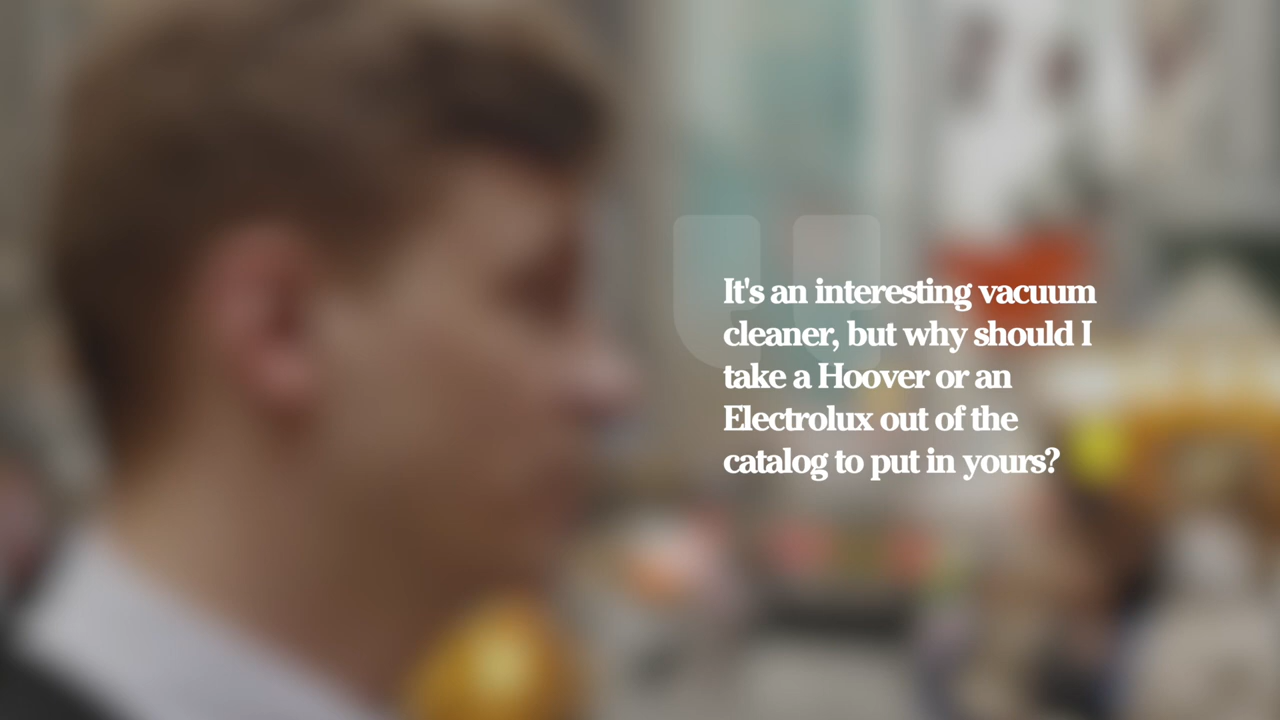 It's an interesting vacuum
cleaner, but why should I
take a Hoover or an
Electrolux out of the
catalog to put in yours?